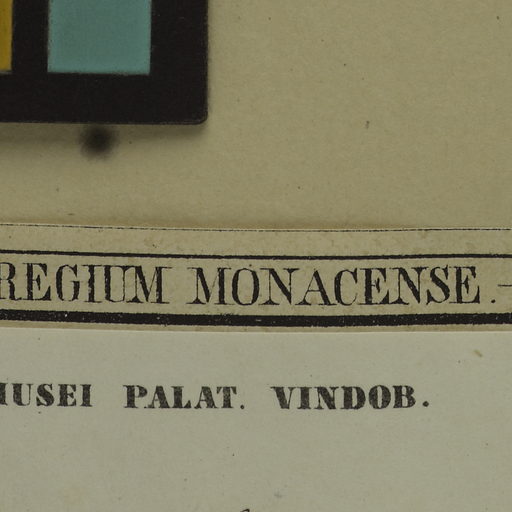 REGIUM MONACENSE.—
MUSEI PALAT. VINDOB.